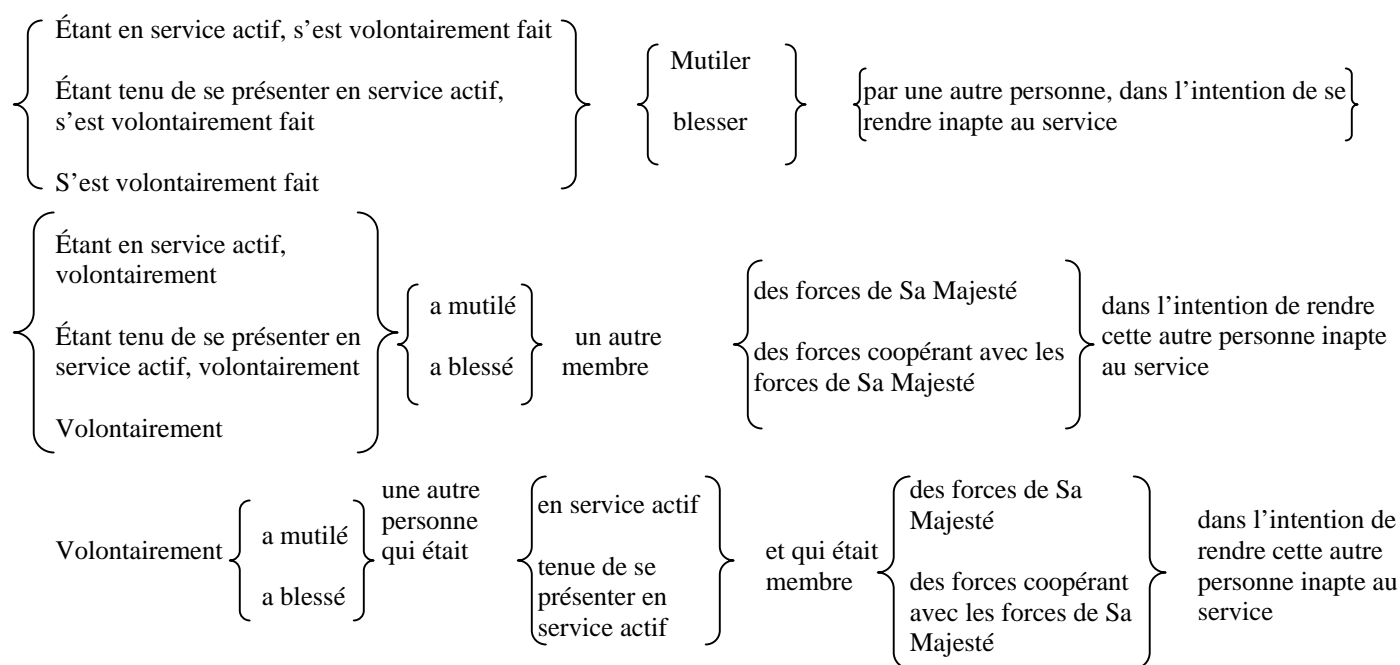 Étant en service actif, s’est volontairement fait
Étant tenu de se présenter en service actif,
s’est volontairement fait
S’est volontairement fait
Mutiler
blesser
par une autre personne, dans l’intention de se
rendre inapte au service
Étant en service actif,
volontairement
Étant tenu de se présenter en
service actif, volontairement
Volontairement
a mutilé
a blessé
un autre
membre
des forces de Sa Majesté
des forces coopérant avec les
forces de Sa Majesté
dans l’intention de rendre
cette autre personne inapte
au service
Volontairement
a mutilé
a blessé
une autre
personne
qui était
en service actif
tenue de se
présenter en
service actif
et qui était
membre
des forces de Sa
Majesté
des forces coopérant
avec les forces de Sa
Majesté
dans l’intention de
rendre cette autre
personne inapte au
service